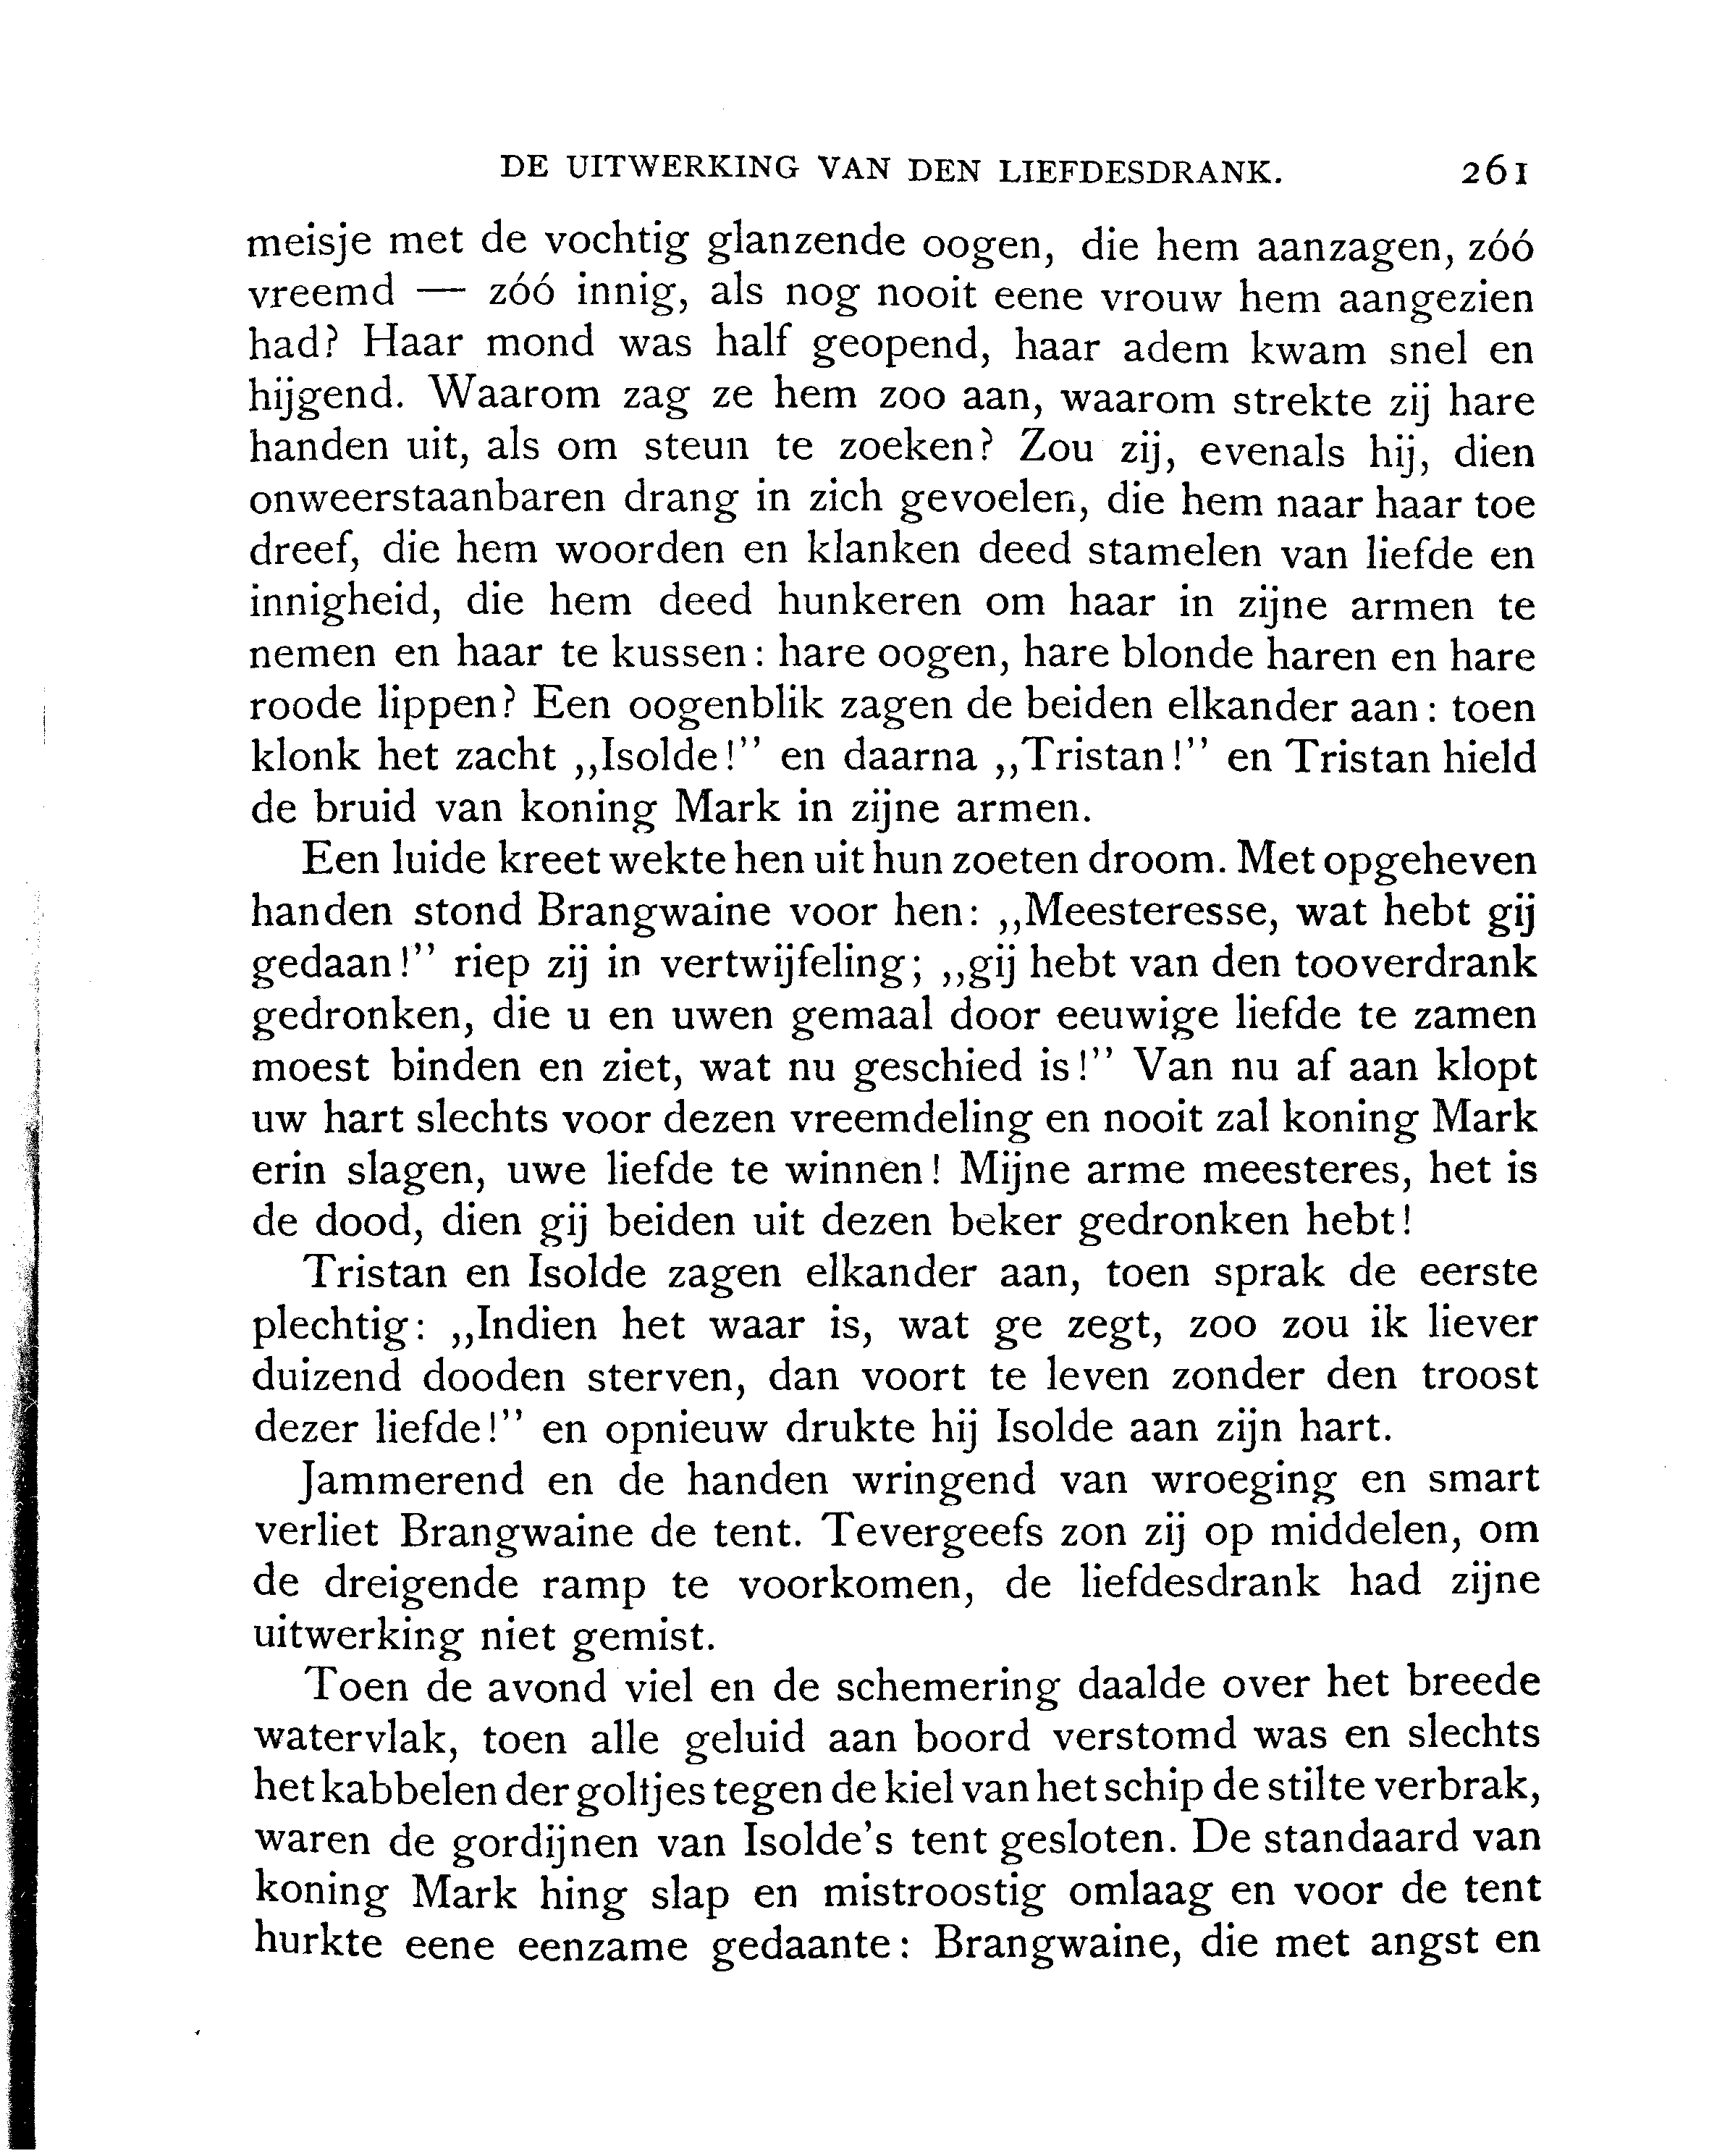 DE UITWERKING VAN DEN LIEFDESDRANK. 261
meisje met de vochtig glanzende oogen, die hem aanzagen, zóó
vreemd — zóó innig, als nog nooit eene vrouw hem aangezien
had? Haar mond was half geopend, haar adem kwam snel en
hijgend. Waarom zag ze hem zoo aan, waarom strekte zij hare
handen uit, als om steun te zoeken? Zou zij, evenals hij, dien
onweerstaanbaren drang in zich gevoelen, die hem naar haar toe
dreef, die hem woorden en klanken deed stamelen van liefde en
innigheid, die hem deed hunkeren om haar in zijne armen te
nemen en haar te kussen: hare oogen, hare blonde haren en hare
roode lippen? Een oogenblik zagen de beiden elkander aan: toen
klonk het zacht ,,Isolde!’’ en daarna ,,Tristan!’’ en Tristan hield
de bruid van koning Mark in zijne armen.
Een luide kreet wekte hen uit hun zoeten droom. Met opgeheven
handen stond Brangwaine voor hen: ,,Meesteresse, wat hebt gij
gedaan!’’ riep zij in vertwijfeling; ,,gij hebt van den tooverdrank
gedronken, die u en uwen gemaal door eeuwige liefde te zamen
moest binden en ziet, wat nu geschied is!’’ Van nu af aan klopt
uw hart slechts voor dezen vreemdeling en nooit zal koning Mark
erin slagen, uwe liefde te winnen! Mijne arme meesteres, het is
de dood, dien gij beiden uit dezen beker gedronken hebt!
Tristan en Isolde zagen elkander aan, toen sprak de eerste
plechtig: ,,Indien het waar is, wat ge zegt, zoo zou ik liever
duizend dooden sterven, dan voort te leven zonder den troost
dezer liefde!’’ en opnieuw drukte hij Isolde aan zijn hart.
Jammerend en de handen wringend van wroeging en smart
verliet Brangwaine de tent. Tevergeefs zon zij op middelen, om
de dreigende ramp te voorkomen, de liefdesdrank had zijne
uitwerking niet gemist.
Toen de avond viel en de schemering daalde over het breede
watervlak, toen alle geluid aan boord verstomd was en slechts
het kabbelen der golfjes tegen de kiel van het schip de stilte verbrak,
waren de gordijnen van Isolde’s tent gesloten. De standaard van
koning Mark hing slap en mistroostig omlaag en voor de tent
hurkte eene eenzame gedaante: Brangwaine, die met angst en